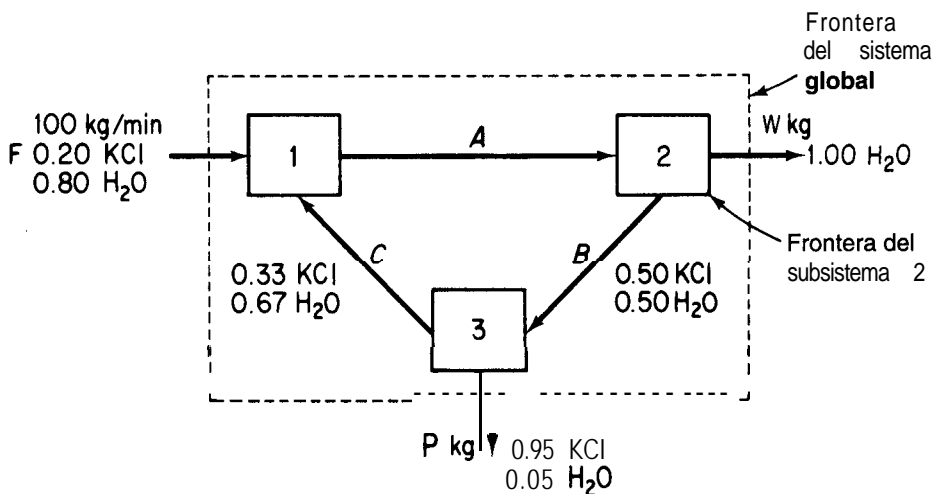 Frontera
del sistema
global
100 kg/min
F 0.20 KCl
0.80 H₂O
1
A
2
W kg
1.00 H₂O
C
B
0.33 KCl
0.67 H₂O
0.50 KCl
0.50 H₂O
Frontera del
subsistema 2
3
P kg 0.95 KCl
0.05 H₂O